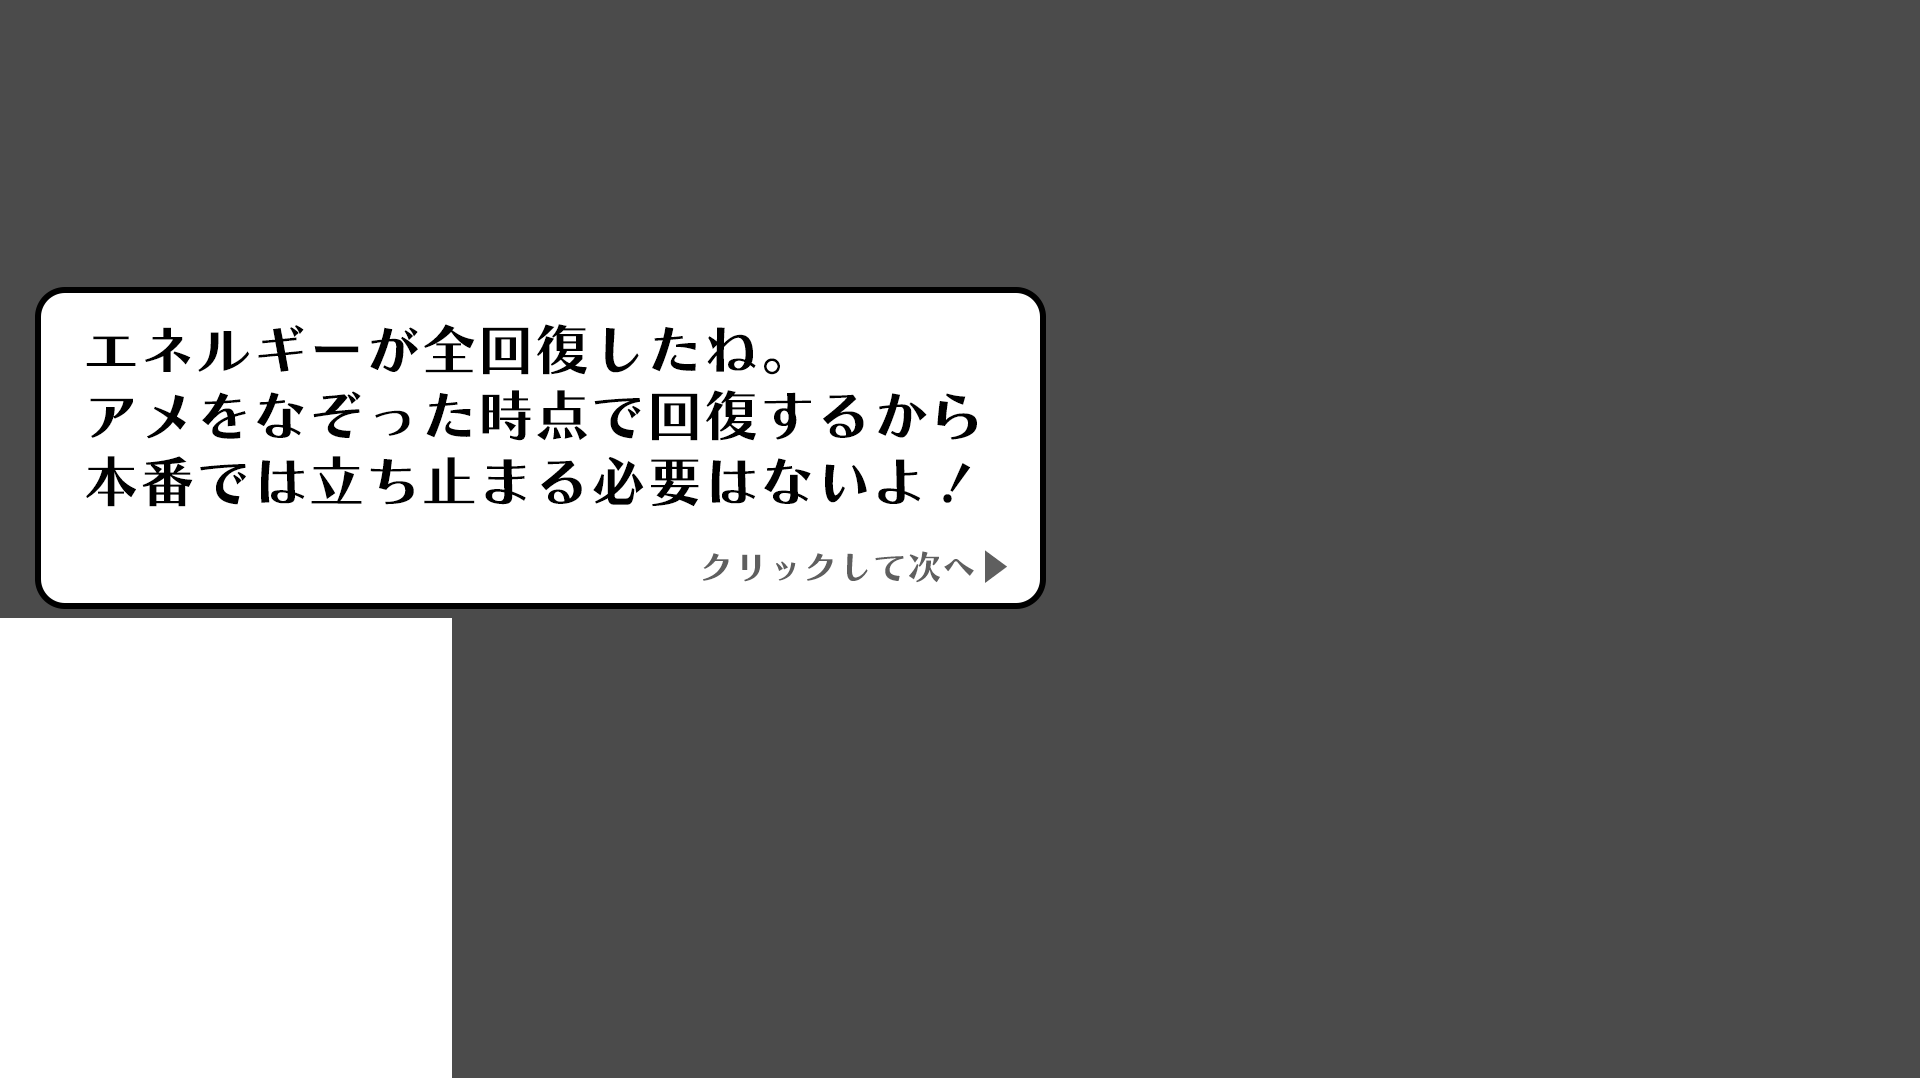 エネルギーが全回復したね。
アメをなぞった時点で回復するから
本番では立ち止まる必要はないよ！
クリックして次へ▶